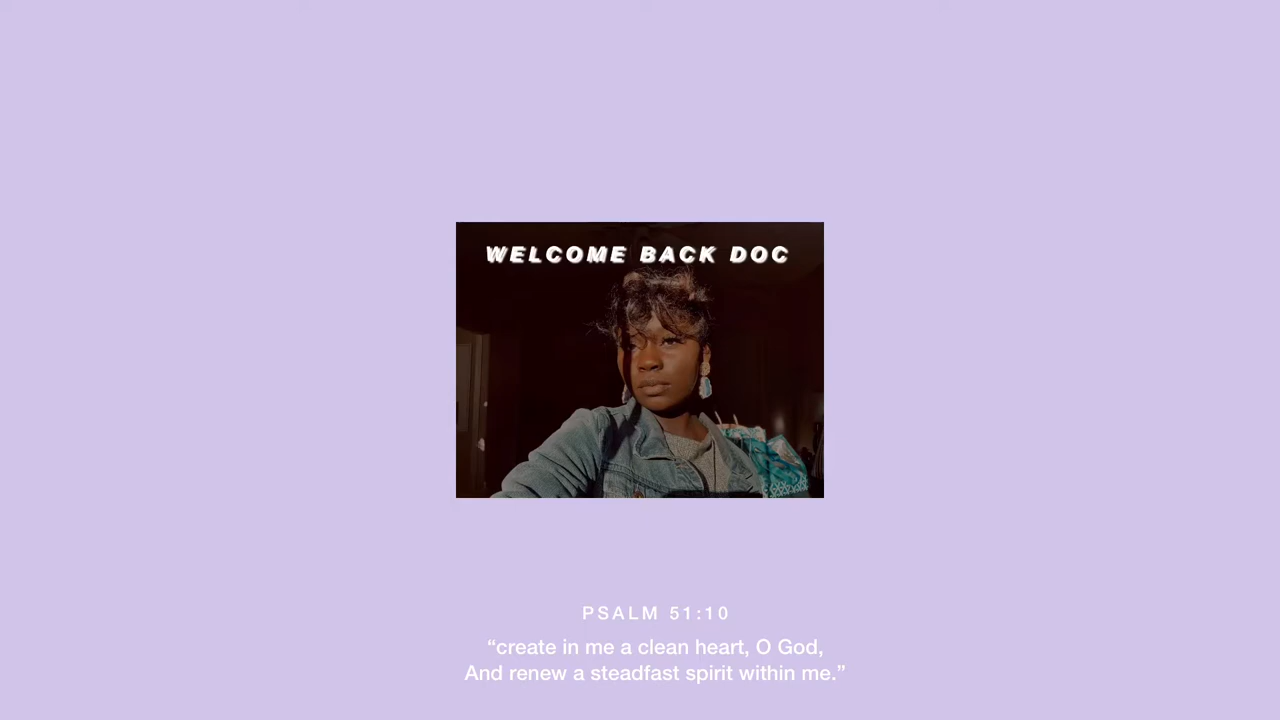 WELCOME BACK DOC
PSALM 51:10
“create in me a clean heart, O God,
And renew a steadfast spirit within me.”